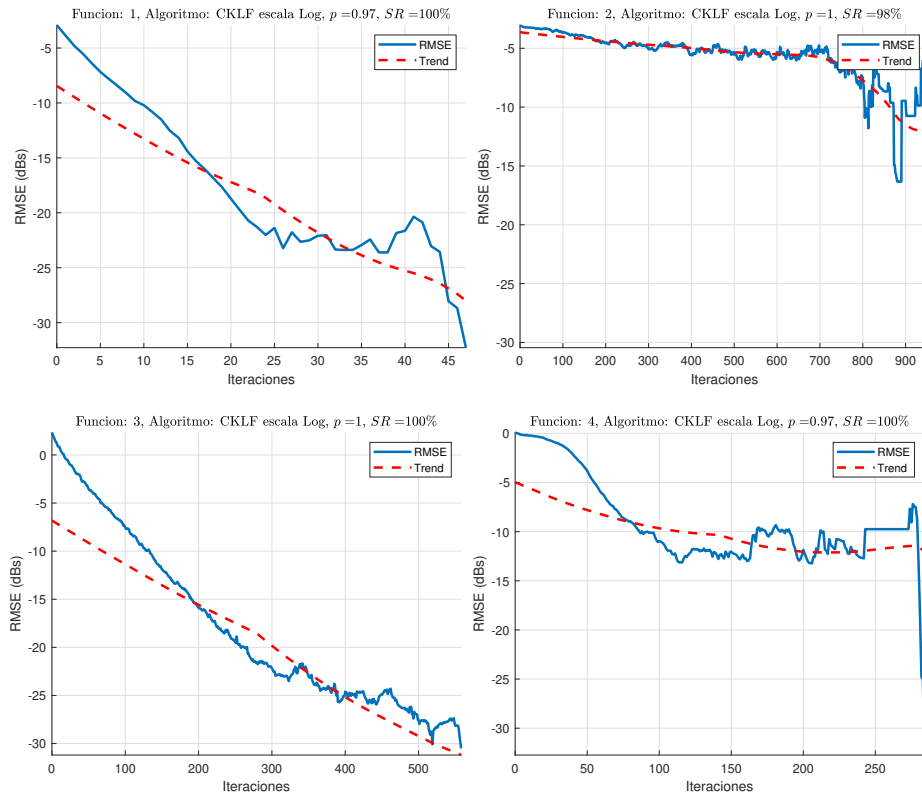 Funcion: 1, Algoritmo: CKLF escala Log, p =0.97, SR =100%
RMSE
Trend
RMSE (dBs)
-5
-10
-15
-20
-25
-30
0 5 10 15 20 25 30 35 40 45
Iteraciones
Funcion: 2, Algoritmo: CKLF escala Log, p =1, SR =98%
RMSE
Trend
RMSE (dBs)
-5
-10
-15
-20
-25
-30
0 100 200 300 400 500 600 700 800 900
Iteraciones
Funcion: 3, Algoritmo: CKLF escala Log, p =1, SR =100%
RMSE
Trend
RMSE (dBs)
0
-5
-10
-15
-20
-25
-30
0 100 200 300 400 500
Iteraciones
Funcion: 4, Algoritmo: CKLF escala Log, p =0.97, SR =100%
RMSE
Trend
RMSE (dBs)
0
-5
-10
-15
-20
-25
-30
0 50 100 150 200 250
Iteraciones